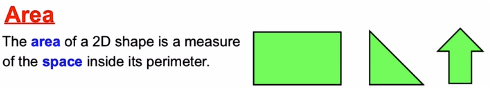 Area
The area of a 2D shape is a measure
of the space inside its perimeter.